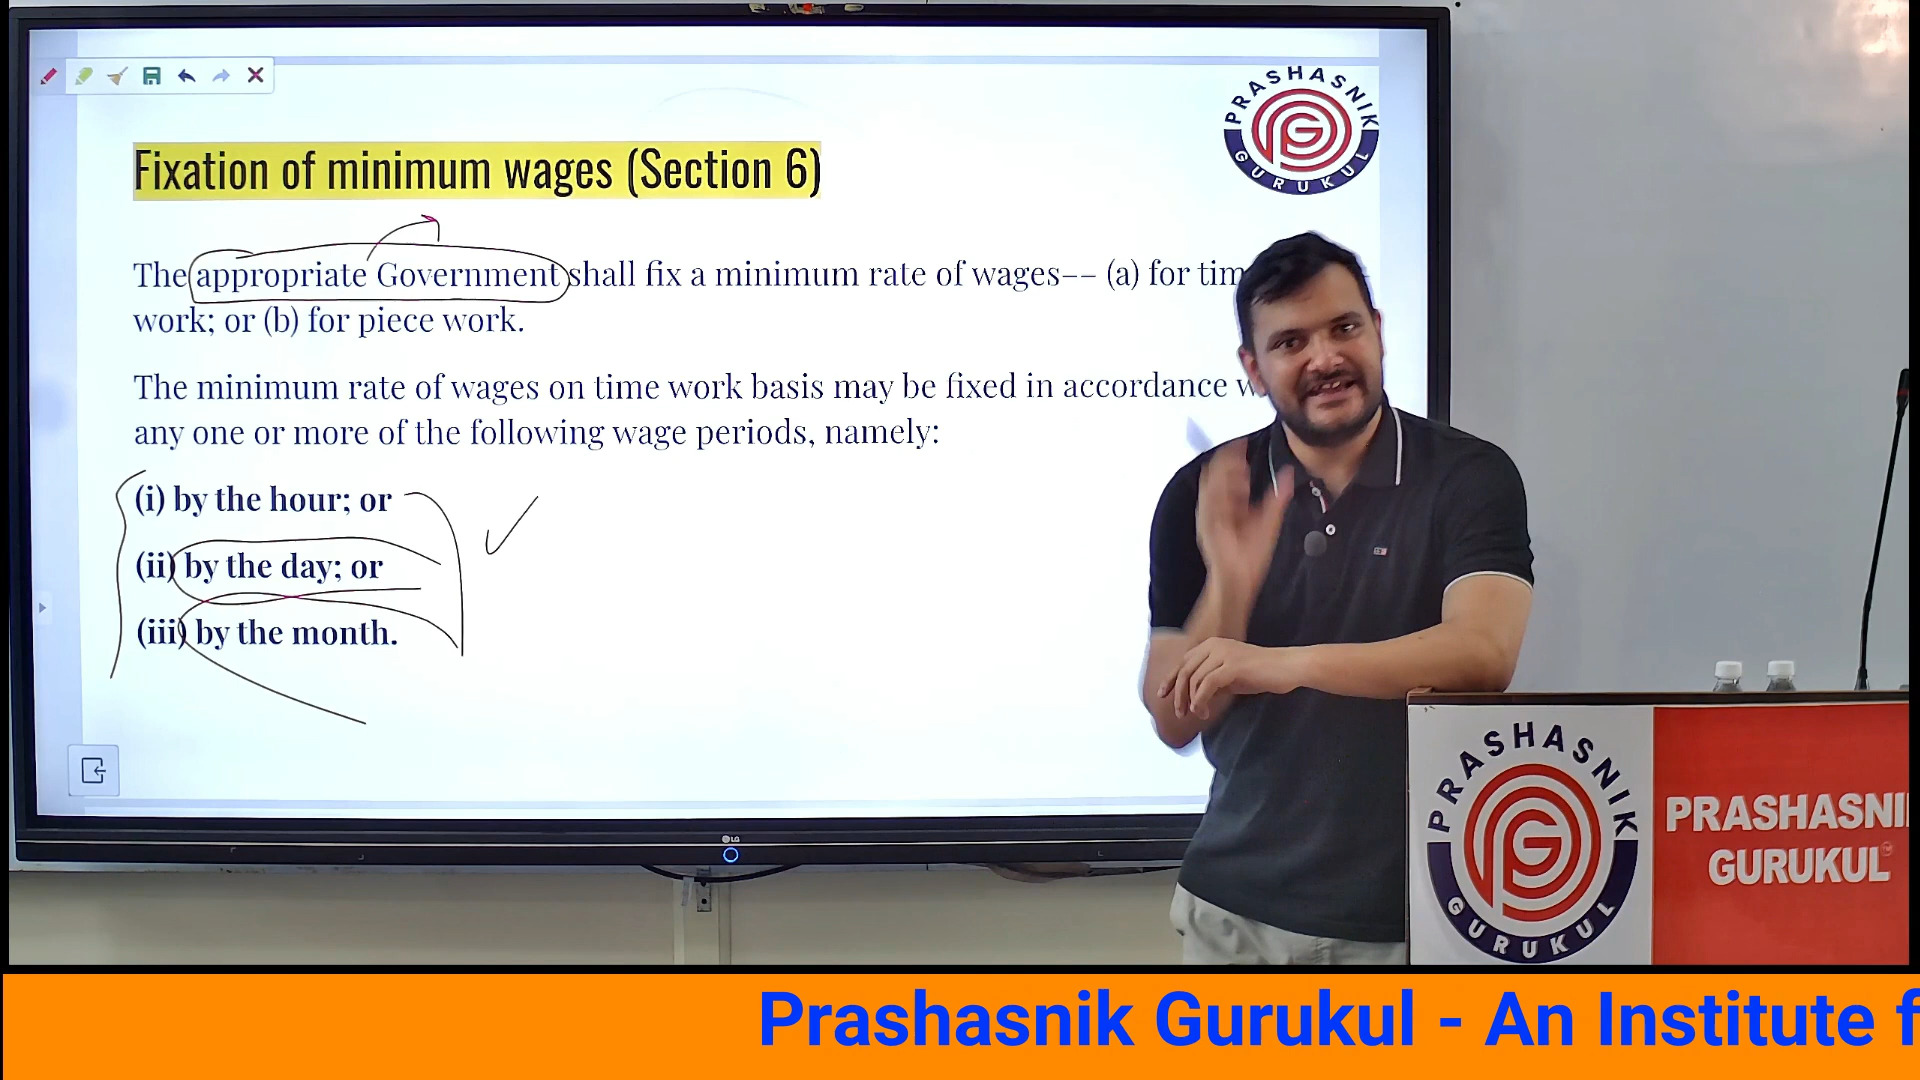 PRASHASNIK
GURUKUL
Fixation of minimum wages (Section 6)
The appropriate Government shall fix a minimum rate of wages-- (a) for tim
work; or (b) for piece work.
The minimum rate of wages on time work basis may be fixed in accordance w
any one or more of the following wage periods, namely:
(i) by the hour; or
(ii) by the day; or
(iii) by the month.
LG
PRASHASNIK
GURUKUL
PRASHASNI
GURUKUL
Prashasnik Gurukul - An Institute f